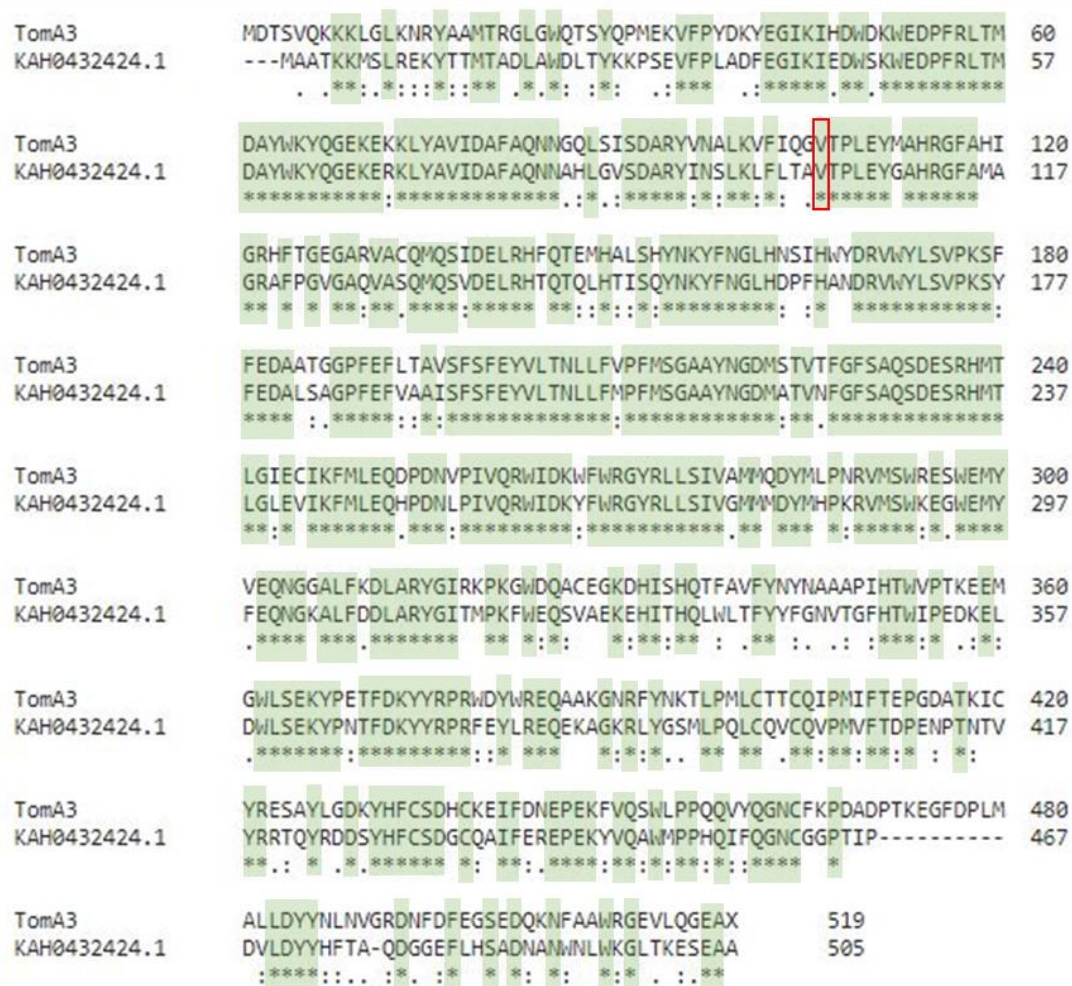 TomA3 MDTSVQKKKLGLKNRYAAMTRGLGWQTSYQPMEKVFPYDKYEGIKIHDWDKWEDPFRLTM 60
KAH0432424.1 ---MAATKKMSLREKYTTMTADLAWDLTYKKPSEVFPLADFEGIKIEDWSKWEDPFRLTM 57
. .**:.*:::*::** .*.*: :*: .:*** :*****.**.**********
TomA3 DAYWKYQGEKEKKLYAVIDAFAQNNGQLSISDARYVNALKVFIQGVTPLEYMAHRGFAHI 120
KAH0432424.1 DAYWKYQGEKERKLYAVIDAFAQNNAHLGVSDARYINSLKLFLTAVTPLEYGAHRGFAMA 117
***********:*************.:*.:*****:*:**:*: .****** ******
TomA3 GRHFTGEGARVACQMQSIDELRHFQTEMHALSHYNKYFNGLHNSIHWYDRVWYLSVPKSF 180
KAH0432424.1 GRAFPGVGAQVASQMQSVDELRHTQTQLHTISQYNKYFNGLHDPFHANDRVWYLSVPKSY 177
** * * **:**.****:***** **::*::*:*********: :* ***********:
TomA3 FEDAATGGPFEFLTAVSFSFEYVLTNLLFVPFMSGAAYNGDMSTVTFGFSAQSDESRHMT 240
KAH0432424.1 FEDALSAGPFEFVAAISFSFEYVLTNLLFMPFMSGAAYNGDMATVNFGFSAQSDESRHMT 237
**** :.*****::*:*************:************:**.**************
TomA3 LGIECIKFMLEQDPDNVPIVQRWIDKWFWRGYRLLSIVAMMQDYMLPNRVMSWRESWEMY 300
KAH0432424.1 LGLEVIKFMLEQHPDNLPIVQRWIDKYFWRGYRLLSIVGMMMDYMHPKRVMSWKEGWEMY 297
**:* *******.***:*********:***********.** *** *:*****:*.****
TomA3 VEQNGGALFKDLARYGIRKPKGWDQACEGKDHISHQTFAVFYNYNAAAPIHTWVPTKEEM 360
KAH0432424.1 FEQNGKALFDDLARYGITMPKFWEQSVAEKEHITHQLWLTFYYFGNVTGFHTWIPEDKEL 357
.**** ***.******* ** *:*: *:**:** : .** :. .: :***:* .:*:
TomA3 GWLSEKYPETFDKYYRPRWDYWREQAAKGNRFYNKTLPMLCTTCQIPMIFTEPGDATKIC 420
KAH0432424.1 DWLSEKYPNTFDKYYRPRFEYLREQEKAGKRLYGSMLPQLCQVCQVPMVFTDPENPTNTV 417
.*******:*********::* *** *:*:*.. ** ** .**:**:**:* : *:
TomA3 YRESAYLGDKYHFCSDHCKEIFDNEPEKFVQSWLPPQQVYQGNCFKPDADPTKEGFDPLM 480
KAH0432424.1 YRRTQYRDDSYHFCSDGCQAIFEREPEKYVQAWMPPHQIFQGNCGGPTIP---------- 467
**.: * .*.****** *: **:.****:**:*:**:*::**** *
TomA3 ALLDYYNLNVGRDNFDFEGSEDQKNFAAWRGEVLQGEAX 519
KAH0432424.1 DVLDYYHFTA-QDGGEFLHSADNANWNLWKGLTKESEAA 505
:****::.. :*. :* * *: *: *:* . :.**